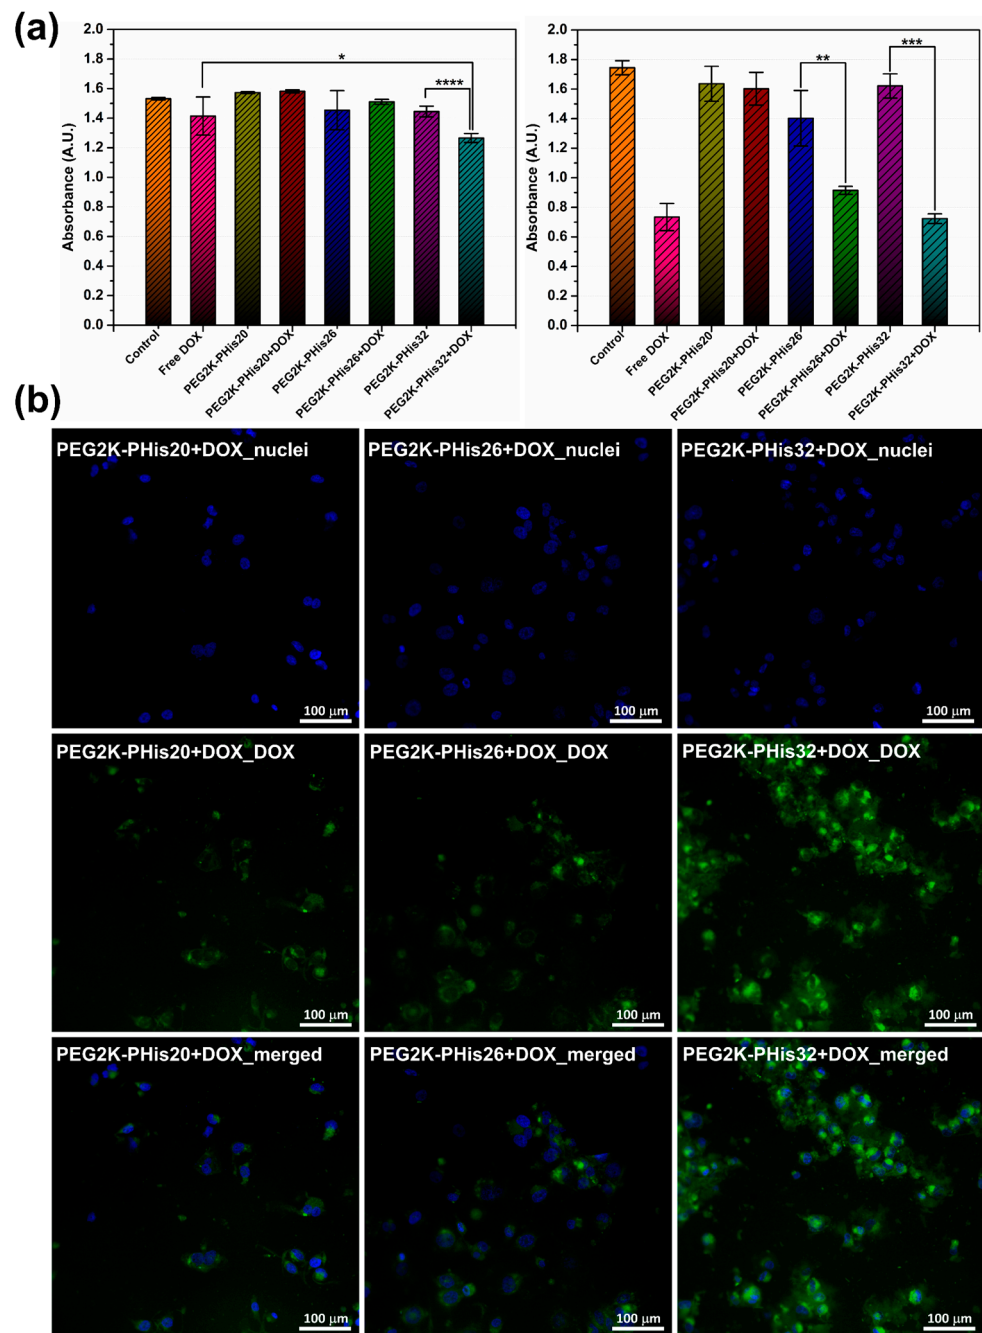 (a)
Absorbance (A.U.)
2.0
1.8
1.6
1.4
1.2
1.0
0.8
0.6
0.4
0.2
0.0
*
****
Control
Free DOX
PEG2K-PHis20
PEG2K-PHis20+DOX
PEG2K-PHis26
PEG2K-PHis26+DOX
PEG2K-PHis32
PEG2K-PHis32+DOX
Absorbance (A.U.)
2.0
1.8
1.6
1.4
1.2
1.0
0.8
0.6
0.4
0.2
0.0
**
***
Control
Free DOX
PEG2K-PHis20
PEG2K-PHis20+DOX
PEG2K-PHis26
PEG2K-PHis26+DOX
PEG2K-PHis32
PEG2K-PHis32+DOX
(b)
PEG2K-PHis20+DOX_nuclei
100 μm
PEG2K-PHis26+DOX_nuclei
100 μm
PEG2K-PHis32+DOX_nuclei
100 μm
PEG2K-PHis20+DOX_DOX
100 μm
PEG2K-PHis26+DOX_DOX
100 μm
PEG2K-PHis32+DOX_DOX
100 μm
PEG2K-PHis20+DOX_merged
100 μm
PEG2K-PHis26+DOX_merged
100 μm
PEG2K-PHis32+DOX_merged
100 μm